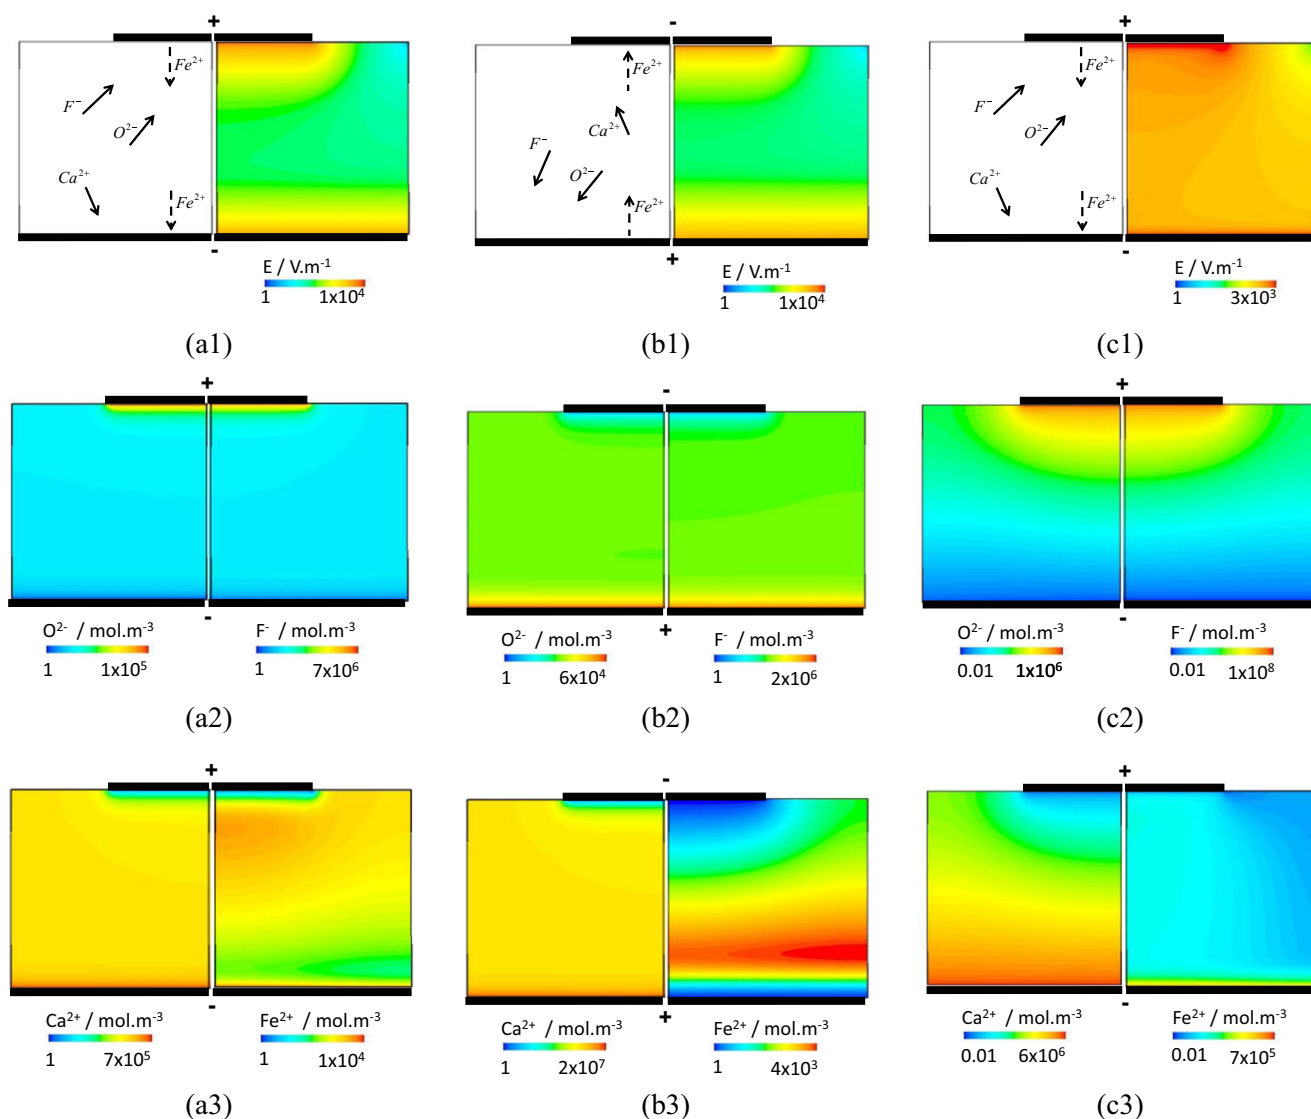 + - +
Fe²⁺ Fe²⁺ Fe²⁺
F⁻ Ca²⁺ F⁻
O²⁻ F⁻ O²⁻
Ca²⁺ O²⁻ Ca²⁺
Fe²⁺ Fe²⁺ Fe²⁺
- + -
E / V.m⁻¹ E / V.m⁻¹ E / V.m⁻¹
1 1x10⁴ 1 1x10⁴ 1 3x10³
(a1) (b1) (c1)
+ - +
- + -
O²⁻ / mol.m⁻³ F⁻ / mol.m⁻³ O²⁻ / mol.m⁻³ F⁻ / mol.m⁻³ O²⁻ / mol.m⁻³ F⁻ / mol.m⁻³
1 1x10⁵ 1 7x10⁶ 1 6x10⁴ 1 2x10⁶ 0.01 1x10⁶ 0.01 1x10⁸
(a2) (b2) (c2)
+ - +
- + -
Ca²⁺ / mol.m⁻³ Fe²⁺ / mol.m⁻³ Ca²⁺ / mol.m⁻³ Fe²⁺ / mol.m⁻³ Ca²⁺ / mol.m⁻³ Fe²⁺ / mol.m⁻³
1 7x10⁵ 1 1x10⁴ 1 2x10⁷ 1 4x10³ 0.01 6x10⁶ 0.01 7x10⁵
(a3) (b3) (c3)